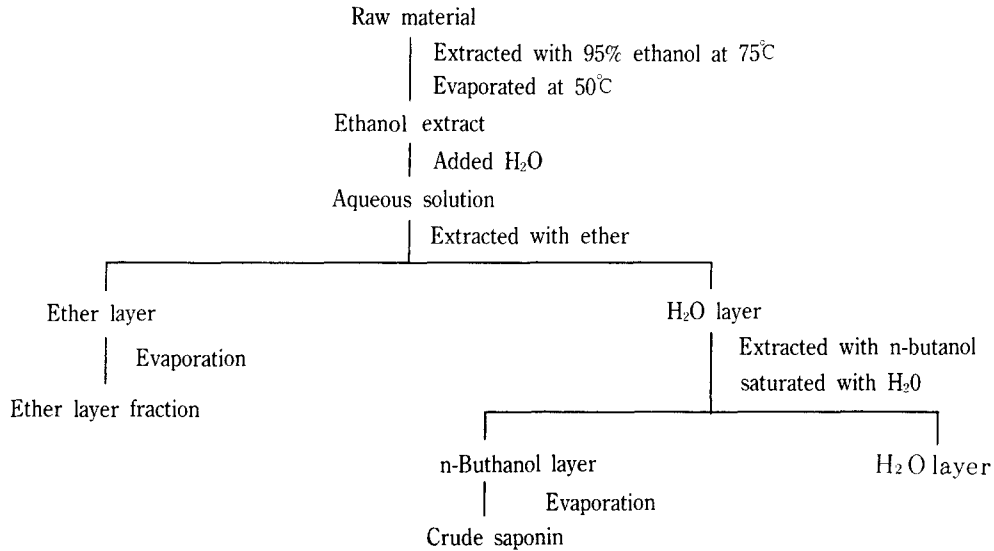 Raw material
Extracted with 95% ethanol at 75℃
Evaporated at 50℃
Ethanol extract
Added H₂O
Aqueous solution
Extracted with ether
Ether layer
H₂O layer
Evaporation
Extracted with n-butanol
saturated with H₂0
Ether layer fraction
n-Buthanol layer
H₂O layer
Evaporation
Crude saponin